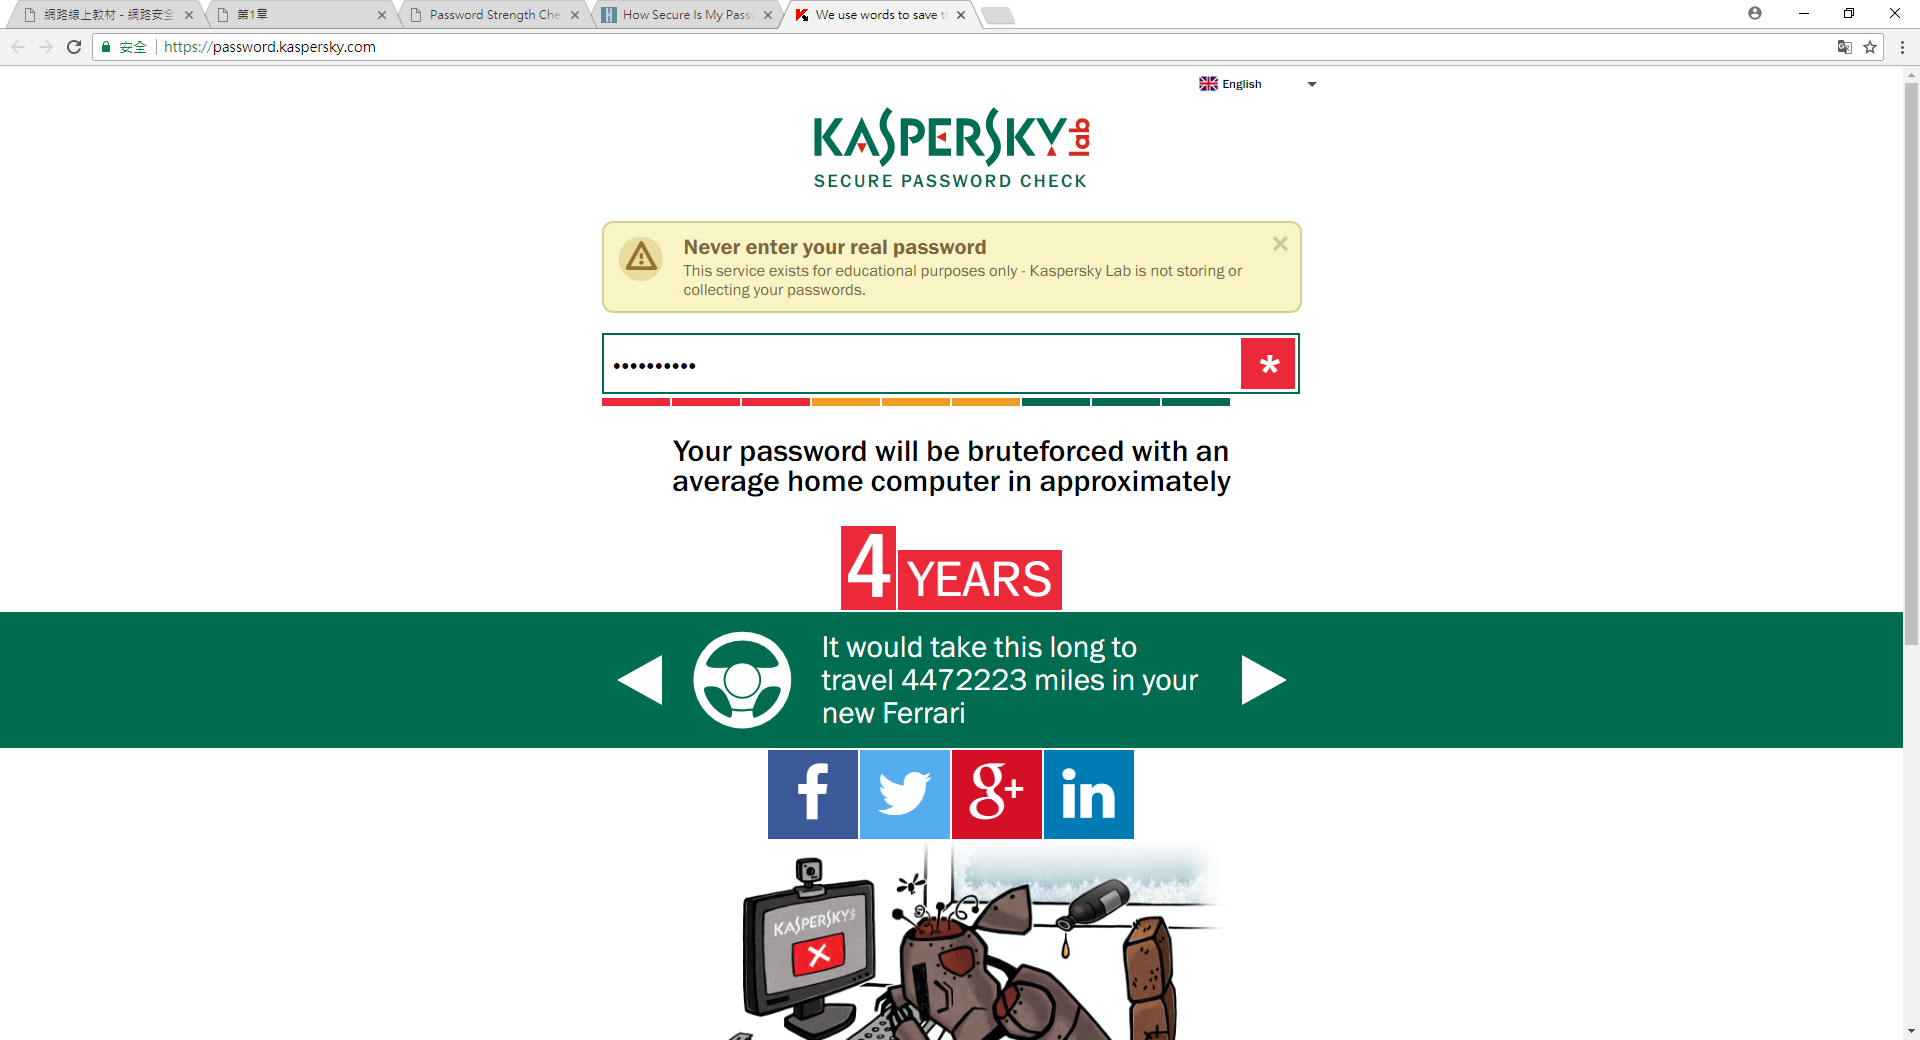 網路線上教材 - 網路安全
第1章
Password Strength Che
How Secure Is My Passw
We use words to save t
安全
https://password.kaspersky.com
English
KASPERSKY lab
SECURE PASSWORD CHECK
Never enter your real password
This service exists for educational purposes only - Kaspersky Lab is not storing or
collecting your passwords.
••••••••••
*
Your password will be bruteforced with an
average home computer in approximately
4 YEARS
It would take this long to
travel 4472223 miles in your
new Ferrari
f
g+
in
KASPERSKY lab